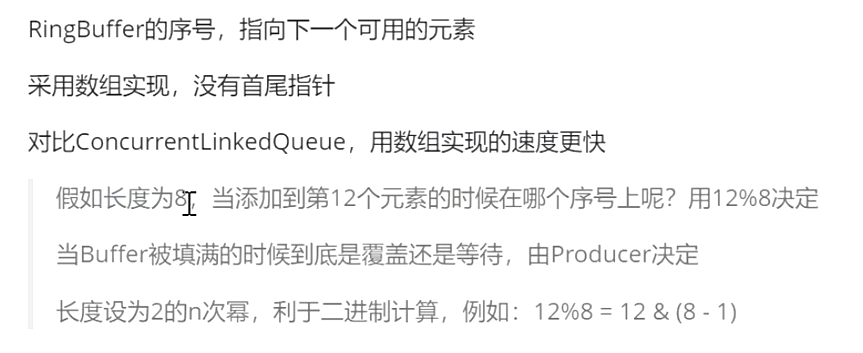 RingBuffer的序号，指向下一个可用的元素
采用数组实现，没有首尾指针
对比ConcurrentLinkedQueue，用数组实现的速度更快
假如长度为8，当添加到第12个元素的时候在哪个序号上呢？用12%8决定
当Buffer被填满的时候到底是覆盖还是等待，由Producer决定
长度设为2的n次幂，利于二进制计算，例如：12%8 = 12 & (8 - 1)